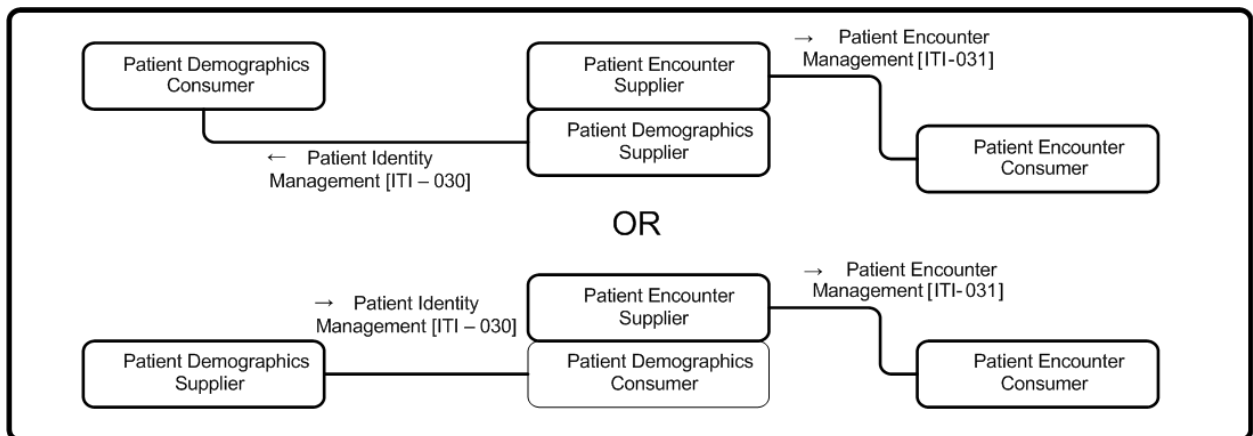 → Patient Encounter
Management [ITI-031]
Patient Demographics
Consumer
Patient Encounter
Supplier
Patient Demographics
Supplier
← Patient Identity
Management [ITI – 030]
Patient Encounter
Consumer
OR
→ Patient Encounter
Management [ITI-031]
→ Patient Identity
Management [ITI – 030]
Patient Encounter
Supplier
Patient Demographics
Supplier
Patient Demographics
Consumer
Patient Encounter
Consumer